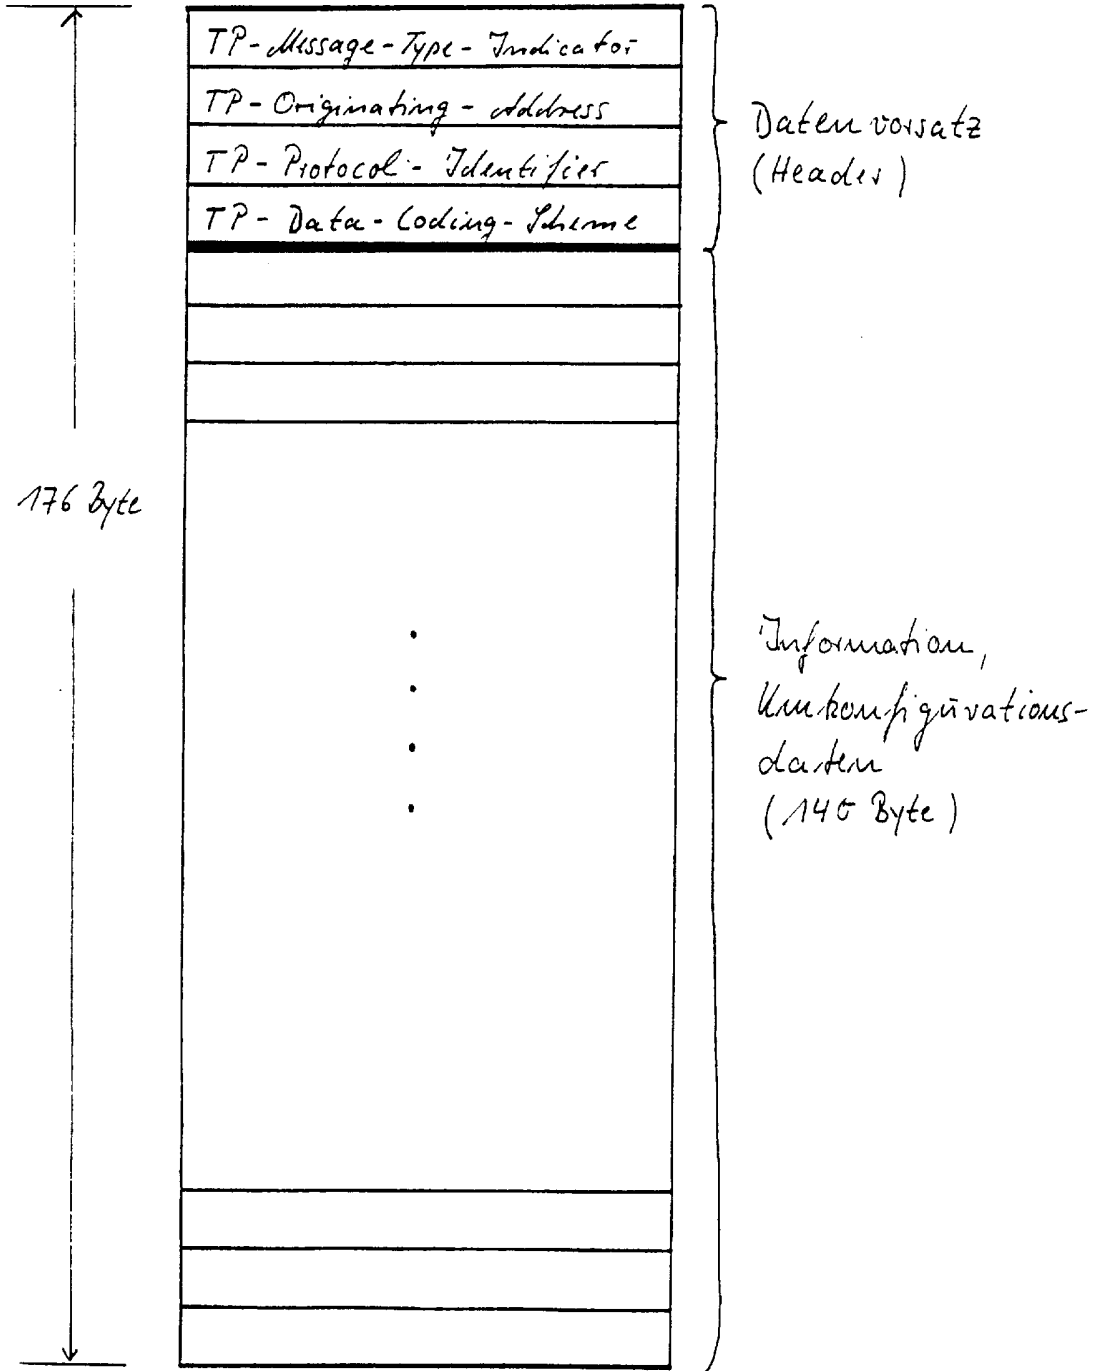 TP-Message-Type-Indicator
TP-Originating-Address
TP-Protocol-Identifier
TP-Data-Coding-Scheme
Datenvorsatz
(Header)
176 Byte
Information,
Umkonfigurations-
daten
(140 Byte)